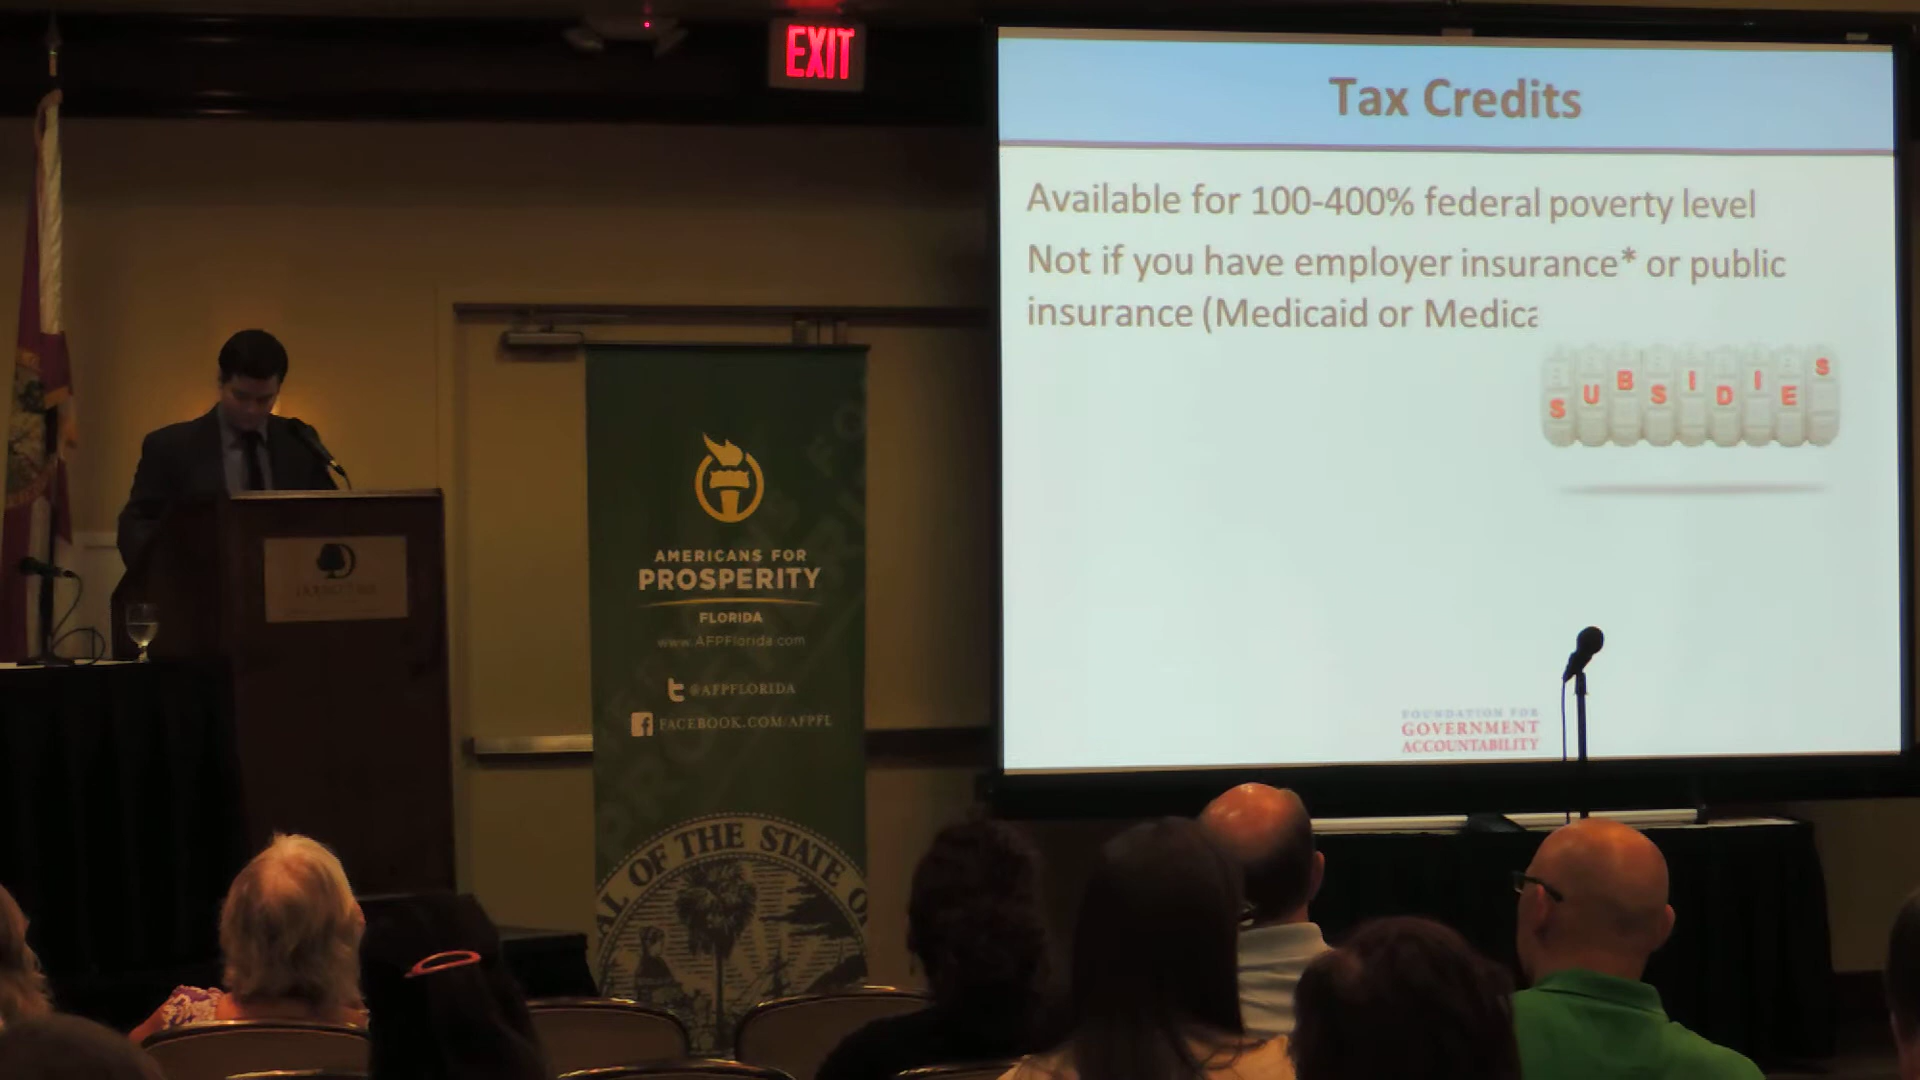 EXIT
Tax Credits
Available for 100-400% federal poverty level
Not if you have employer insurance* or public
insurance (Medicaid or Medica
SUBSIDIES
FOUNDATION FOR
GOVERNMENT
ACCOUNTABILITY
AMERICANS FOR
PROSPERITY
FLORIDA
www.AFPFlorida.com
@AFPFLORIDA
FACEBOOK.COM/AFPFL
OF THE STATE